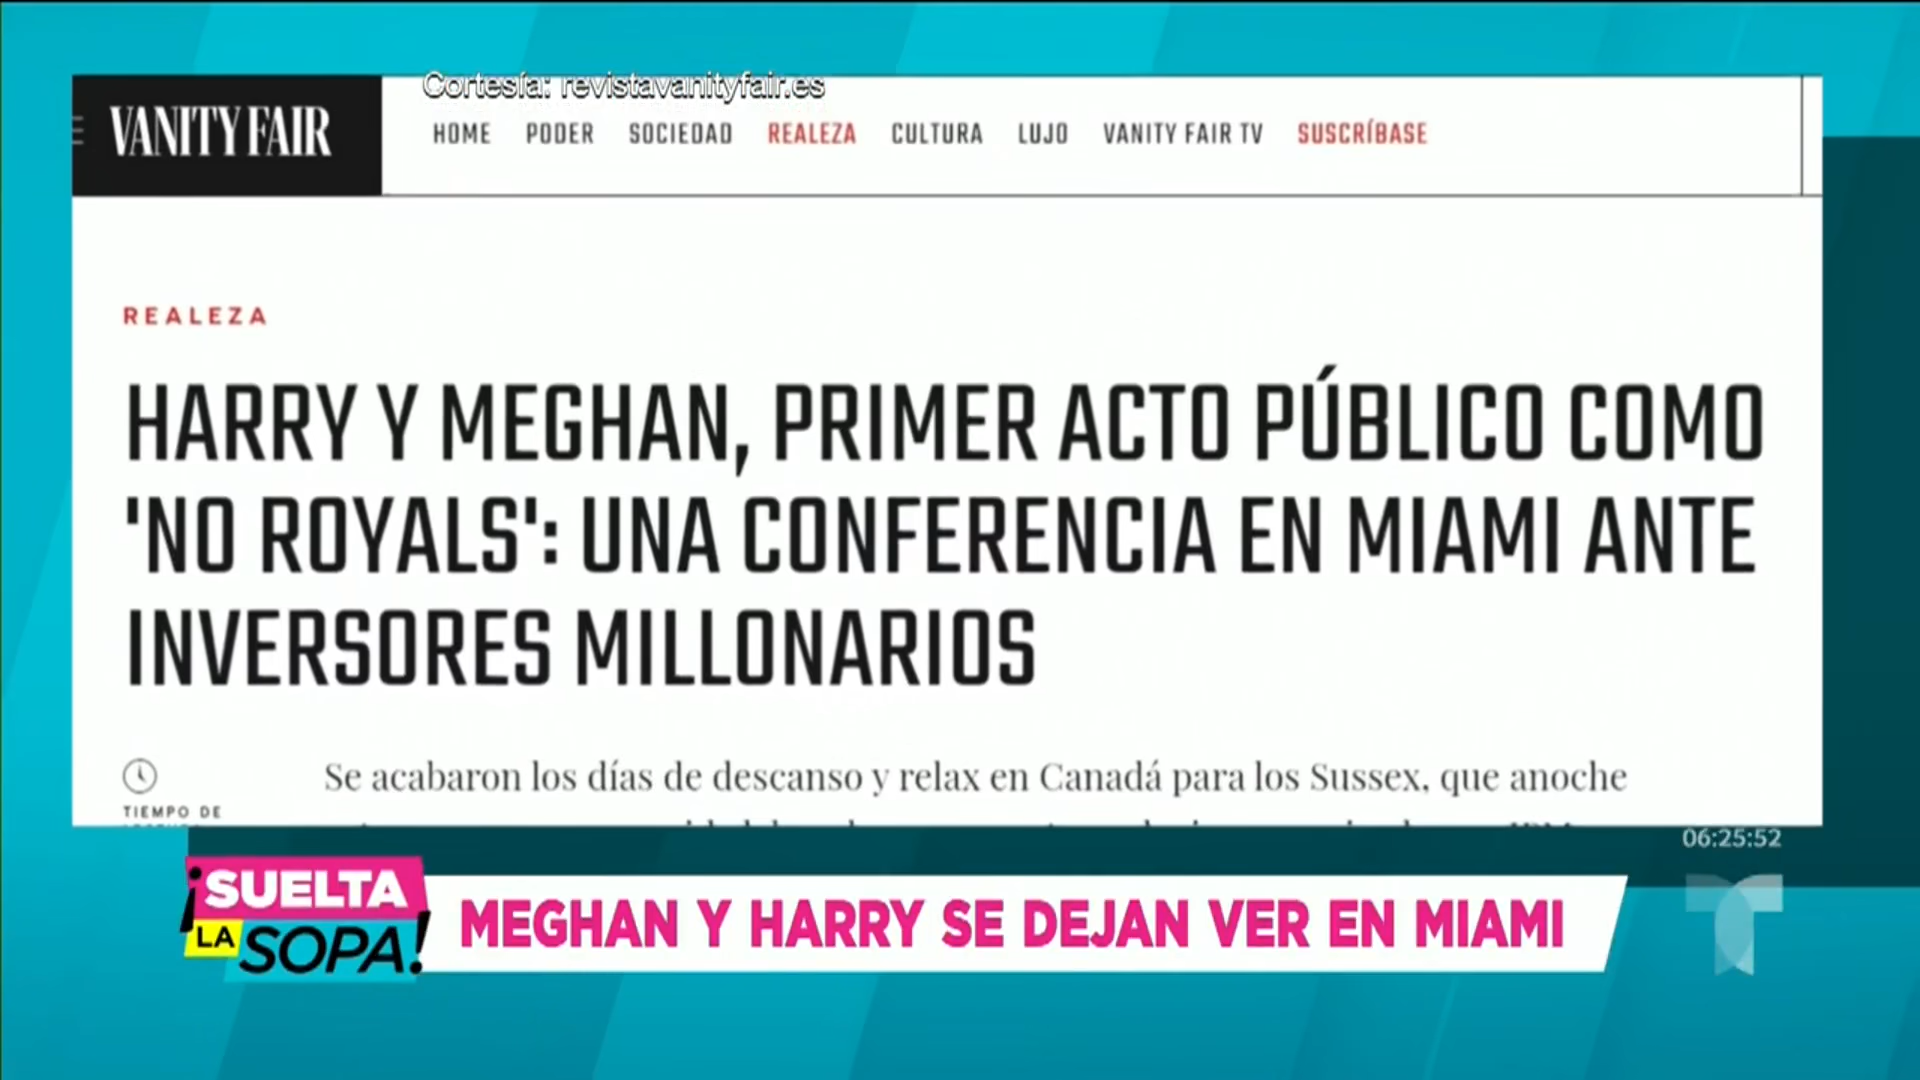 Cortesía: revistavanityfair.es
VANITY FAIR
HOME PODER SOCIEDAD REALEZA CULTURA LUJO VANITY FAIR TV SUSCRÍBASE
REALEZA
HARRY Y MEGHAN, PRIMER ACTO PÚBLICO COMO
'NO ROYALS': UNA CONFERENCIA EN MIAMI ANTE
INVERSORES MILLONARIOS
Se acabaron los días de descanso y relax en Canadá para los Sussex, que anoche
TIEMPO DE
06:25:52
¡SUELTA
LA SOPA!
MEGHAN Y HARRY SE DEJAN VER EN MIAMI